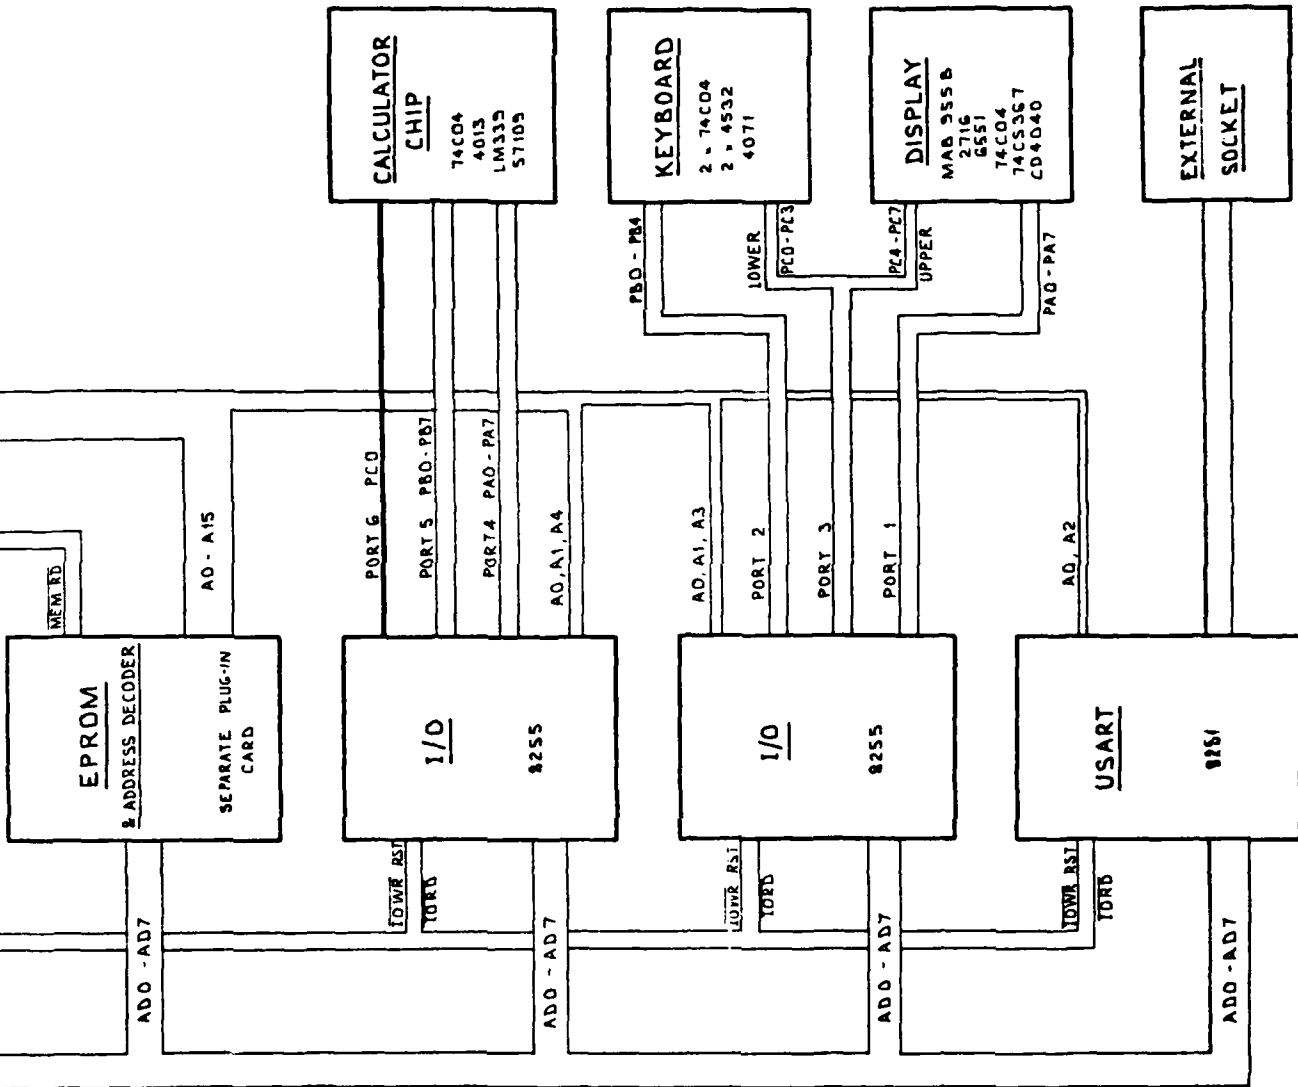 CALCULATOR
CHIP
74C04
4013
LM339
57109
KEYBOARD
2 × 74C04
2 × 4532
4071
DISPLAY
MAB 955B
2716
6551
74C04
74C5367
CD4040
EXTERNAL
SOCKET
PB0 - PB4
LOWER
PC0-PC3
PC4-PC7
UPPER
PA0-PA7
MEM RD
A0 - A15
PORT 6 PC0
PORT 5 PB0-PB7
PORT 4 PA0-PA7
A0, A1, A4
A0, A1, A3
PORT 2
PORT 3
PORT 1
A0, A2
EPROM
& ADDRESS DECODER
SEPARATE PLUG-IN
CARD
I/O
8255
I/O
8255
USART
8251
IOWR RST
IORD
IOWR RST
IORD
IOWR RST
IORD
AD0 - AD7
AD0 - AD7
AD0 - AD7
AD0 - AD7